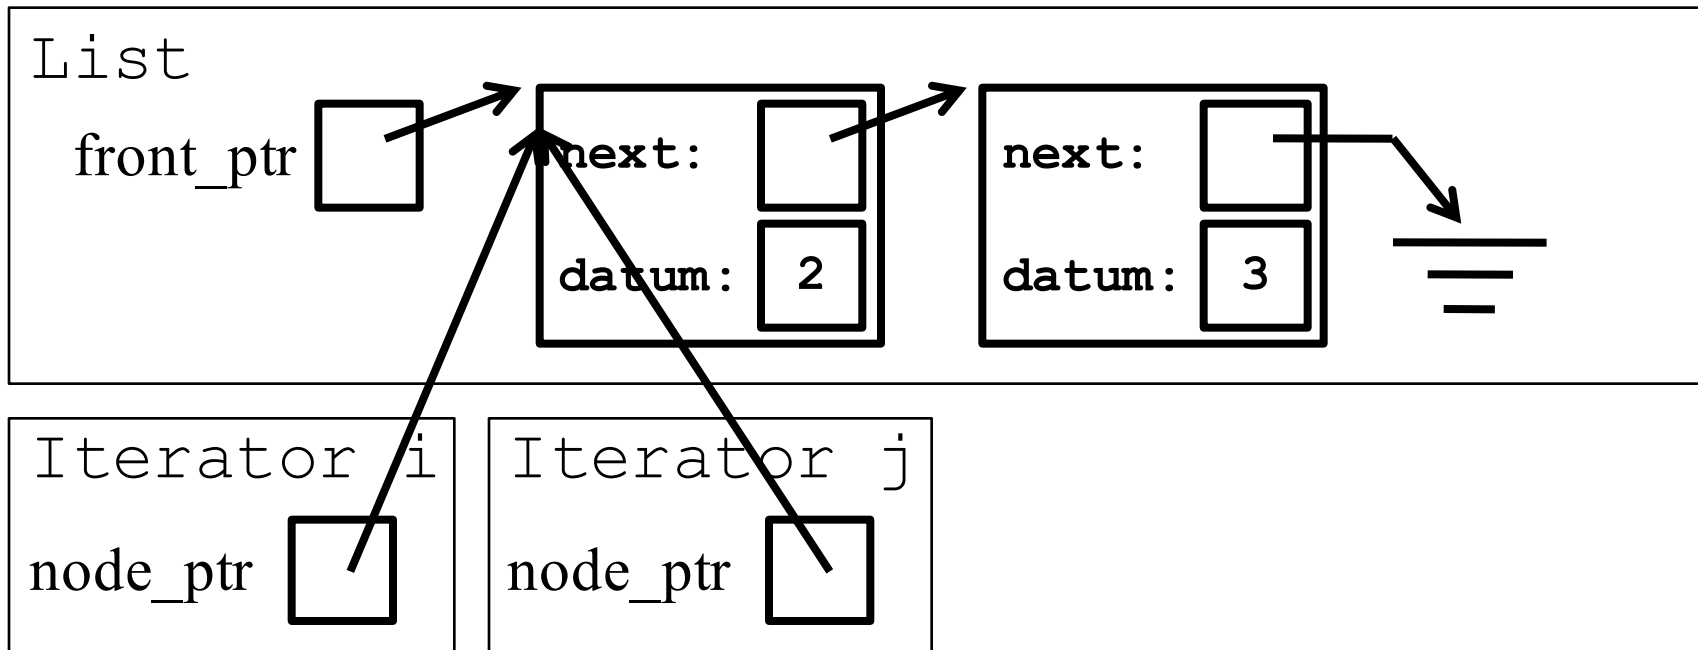 List
front_ptr
next:
next:
datum: 2
datum: 3
Iterator i
Iterator j
node_ptr
node_ptr